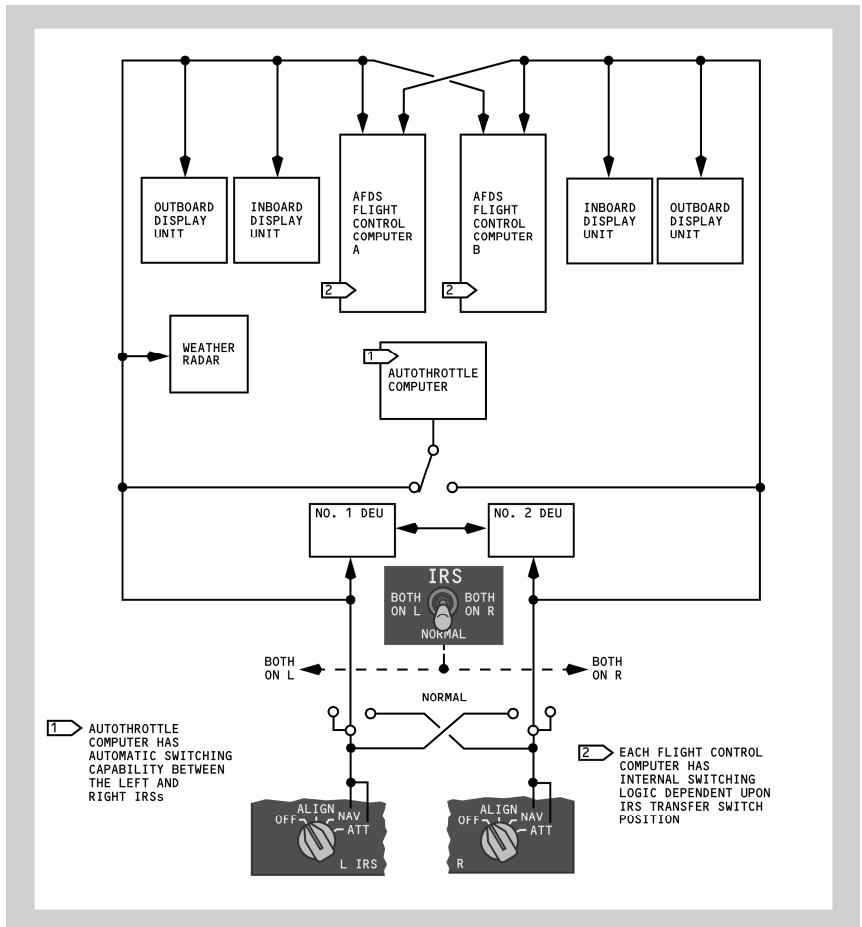 OUTBOARD
DISPLAY
UNIT
INBOARD
DISPLAY
UNIT
AFDS
FLIGHT
CONTROL
COMPUTER
A
2
AFDS
FLIGHT
CONTROL
COMPUTER
B
2
INBOARD
DISPLAY
UNIT
OUTBOARD
DISPLAY
UNIT
WEATHER
RADAR
1
AUTOTHROTTLE
COMPUTER
NO. 1 DEU
NO. 2 DEU
IRS
BOTH
ON L
BOTH
ON R
NORMAL
BOTH
ON L
BOTH
ON R
NORMAL
1
AUTOTHROTTLE
COMPUTER HAS
AUTOMATIC SWITCHING
CAPABILITY BETWEEN
THE LEFT AND
RIGHT IRSs
2
EACH FLIGHT CONTROL
COMPUTER HAS
INTERNAL SWITCHING
LOGIC DEPENDENT UPON
IRS TRANSFER SWITCH
POSITION
ALIGN
OFF
NAV
ATT
L IRS
ALIGN
OFF
NAV
ATT
R